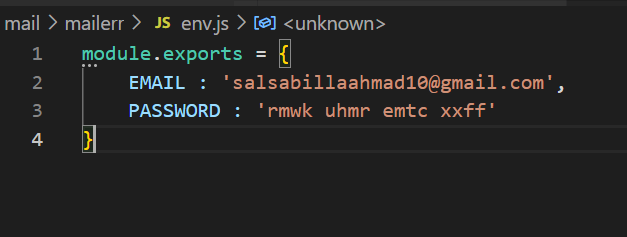 mail > mailerr > JS env.js > <unknown>
1 module.exports = {
2 EMAIL : 'salsabillaahmad10@gmail.com',
3 PASSWORD : 'rmwk uhmr emtc xxff'
4 }